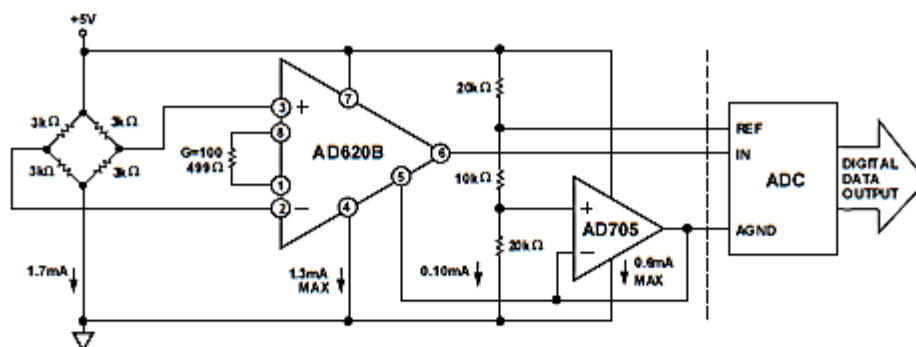 +5V
3kΩ
3kΩ
3kΩ
3kΩ
1.7mA
G=100
499Ω
3
8
1
2
+
−
AD620B
7
6
5
4
1.3mA
MAX
0.10mA
20kΩ
10kΩ
20kΩ
+
−
AD705
0.6mA
MAX
REF
IN
ADC
AGND
DIGITAL
DATA
OUTPUT